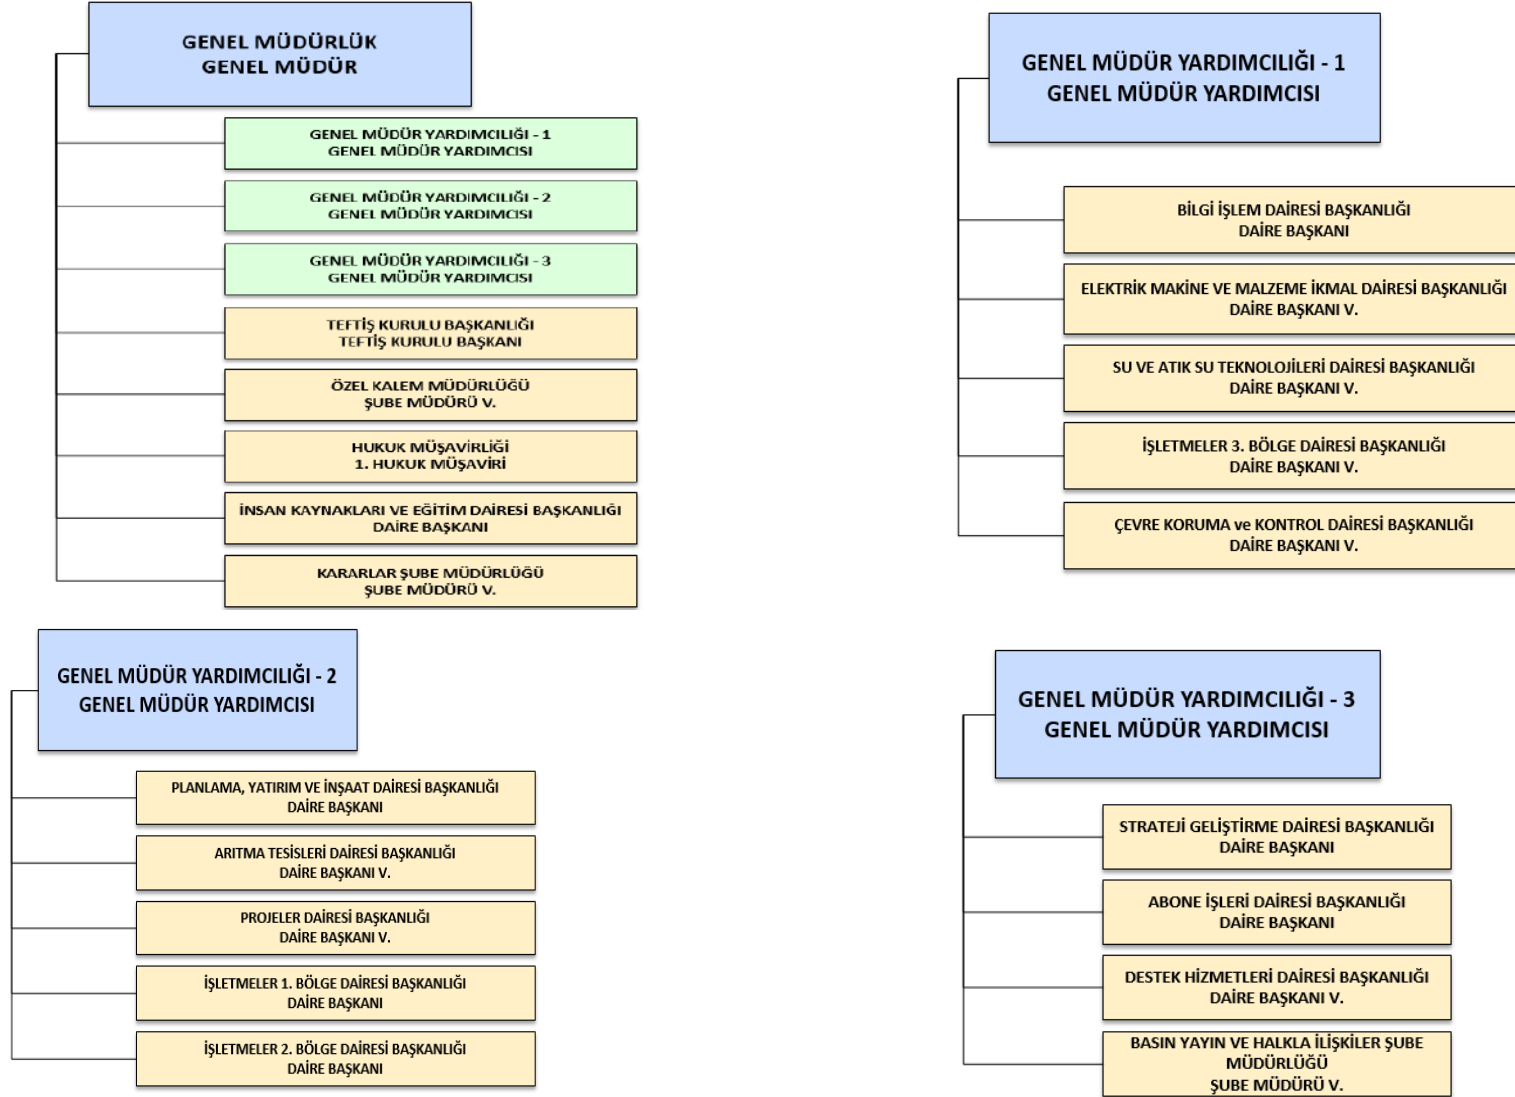 GENEL MÜDÜRLÜK
GENEL MÜDÜR
GENEL MÜDÜR YARDIMCILIĞI - 1
GENEL MÜDÜR YARDIMCISI
GENEL MÜDÜR YARDIMCILIĞI - 2
GENEL MÜDÜR YARDIMCISI
GENEL MÜDÜR YARDIMCILIĞI - 3
GENEL MÜDÜR YARDIMCISI
TEFTİŞ KURULU BAŞKANLIĞI
TEFTİŞ KURULU BAŞKANI
ÖZEL KALEM MÜDÜRLÜĞÜ
ŞUBE MÜDÜRÜ V.
HUKUK MÜŞAVİRLİĞİ
1. HUKUK MÜŞAVİRİ
İNSAN KAYNAKLARI VE EĞİTİM DAİRESİ BAŞKANLIĞI
DAİRE BAŞKANI
KARARLAR ŞUBE MÜDÜRLÜĞÜ
ŞUBE MÜDÜRÜ V.
GENEL MÜDÜR YARDIMCILIĞI - 1
GENEL MÜDÜR YARDIMCISI
BİLGİ İŞLEM DAİRESİ BAŞKANLIĞI
DAİRE BAŞKANI
ELEKTRİK MAKİNE VE MALZEME İKMAL DAİRESİ BAŞKANLIĞI
DAİRE BAŞKANI V.
SU VE ATIK SU TEKNOLOJİLERİ DAİRESİ BAŞKANLIĞI
DAİRE BAŞKANI V.
İŞLETMELER 3. BÖLGE DAİRESİ BAŞKANLIĞI
DAİRE BAŞKANI V.
ÇEVRE KORUMA ve KONTROL DAİRESİ BAŞKANLIĞI
DAİRE BAŞKANI V.
GENEL MÜDÜR YARDIMCILIĞI - 2
GENEL MÜDÜR YARDIMCISI
PLANLAMA, YATIRIM VE İNŞAAT DAİRESİ BAŞKANLIĞI
DAİRE BAŞKANI
ARITMA TESİSLERİ DAİRESİ BAŞKANLIĞI
DAİRE BAŞKANI V.
PROJELER DAİRESİ BAŞKANLIĞI
DAİRE BAŞKANI V.
İŞLETMELER 1. BÖLGE DAİRESİ BAŞKANLIĞI
DAİRE BAŞKANI
İŞLETMELER 2. BÖLGE DAİRESİ BAŞKANLIĞI
DAİRE BAŞKANI
GENEL MÜDÜR YARDIMCILIĞI - 3
GENEL MÜDÜR YARDIMCISI
STRATEJİ GELİŞTİRME DAİRESİ BAŞKANLIĞI
DAİRE BAŞKANI
ABONE İŞLERİ DAİRESİ BAŞKANLIĞI
DAİRE BAŞKANI
DESTEK HİZMETLERİ DAİRESİ BAŞKANLIĞI
DAİRE BAŞKANI V.
BASIN YAYIN VE HALKLA İLİŞKİLER ŞUBE
MÜDÜRLÜĞÜ
ŞUBE MÜDÜRÜ V.